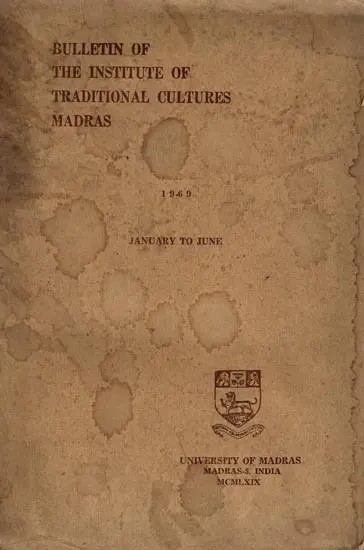 BULLETIN OF
THE INSTITUTE OF
TRADITIONAL CULTURES
MADRAS
1969
JANUARY TO JUNE
UNIVERSITY OF MADRAS
MADRAS-5, INDIA
MCMLXIX